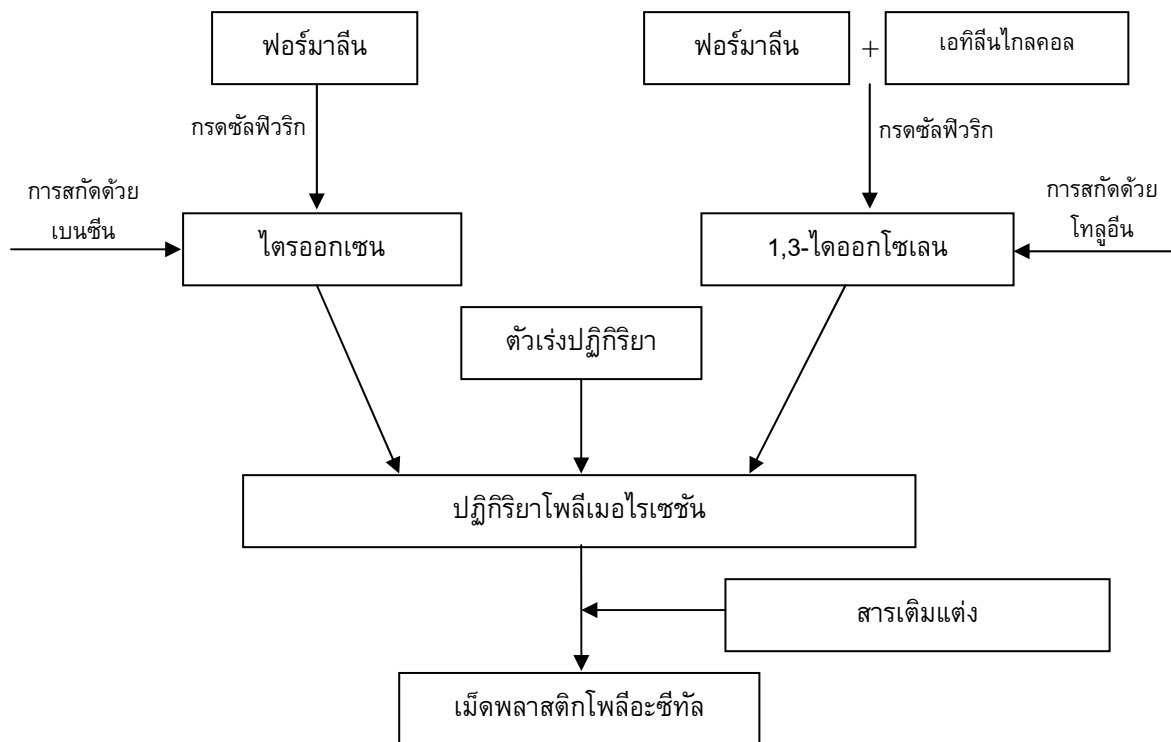 ฟอร์มาลีน
ฟอร์มาลีน + เอทิลีนไกลคอล
กรดซัลฟิวริก
กรดซัลฟิวริก
การสกัดด้วย
เบนซีน
ไตรออกเซน
1,3-ไดออกโซเลน
การสกัดด้วย
โทลูอีน
ตัวเร่งปฏิกิริยา
ปฏิกิริยาโพลีเมอไรเซชัน
สารเติมแต่ง
เม็ดพลาสติกโพลีอะซีทัล